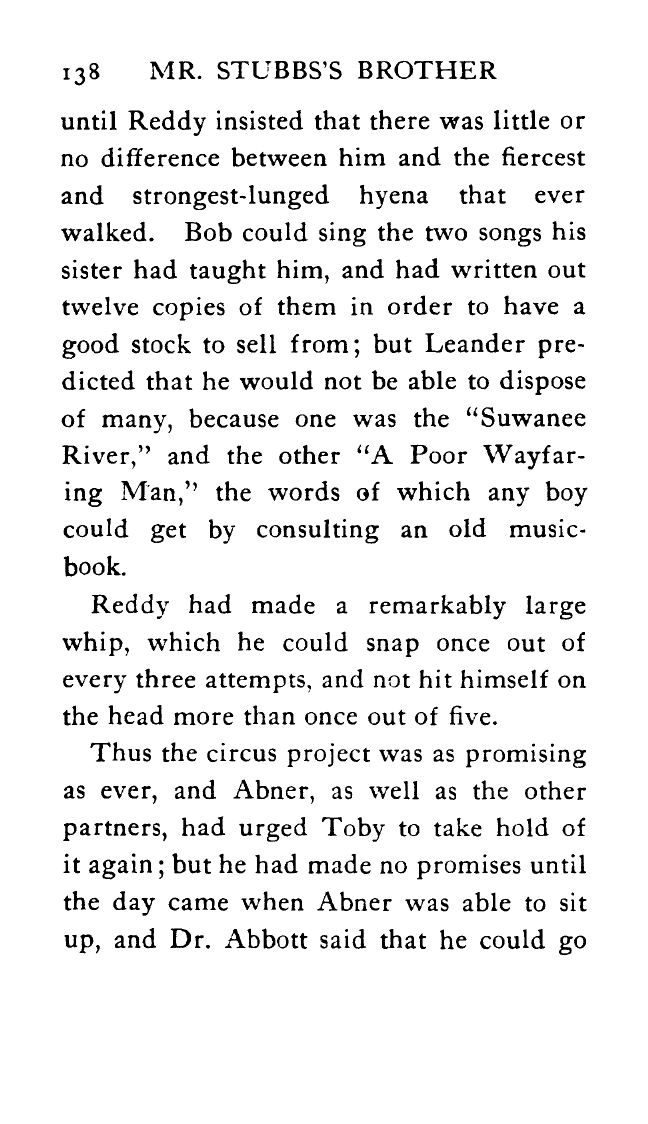 138 MR. STUBBS'S BROTHER
until Reddy insisted that there was little or
no difference between him and the fiercest
and strongest-lunged hyena that ever
walked. Bob could sing the two songs his
sister had taught him, and had written out
twelve copies of them in order to have a
good stock to sell from; but Leander pre-
dicted that he would not be able to dispose
of many, because one was the “Suwanee
River,” and the other “A Poor Wayfar-
ing Man,” the words of which any boy
could get by consulting an old music-
book.
Reddy had made a remarkably large
whip, which he could snap once out of
every three attempts, and not hit himself on
the head more than once out of five.
Thus the circus project was as promising
as ever, and Abner, as well as the other
partners, had urged Toby to take hold of
it again; but he had made no promises until
the day came when Abner was able to sit
up, and Dr. Abbott said that he could go